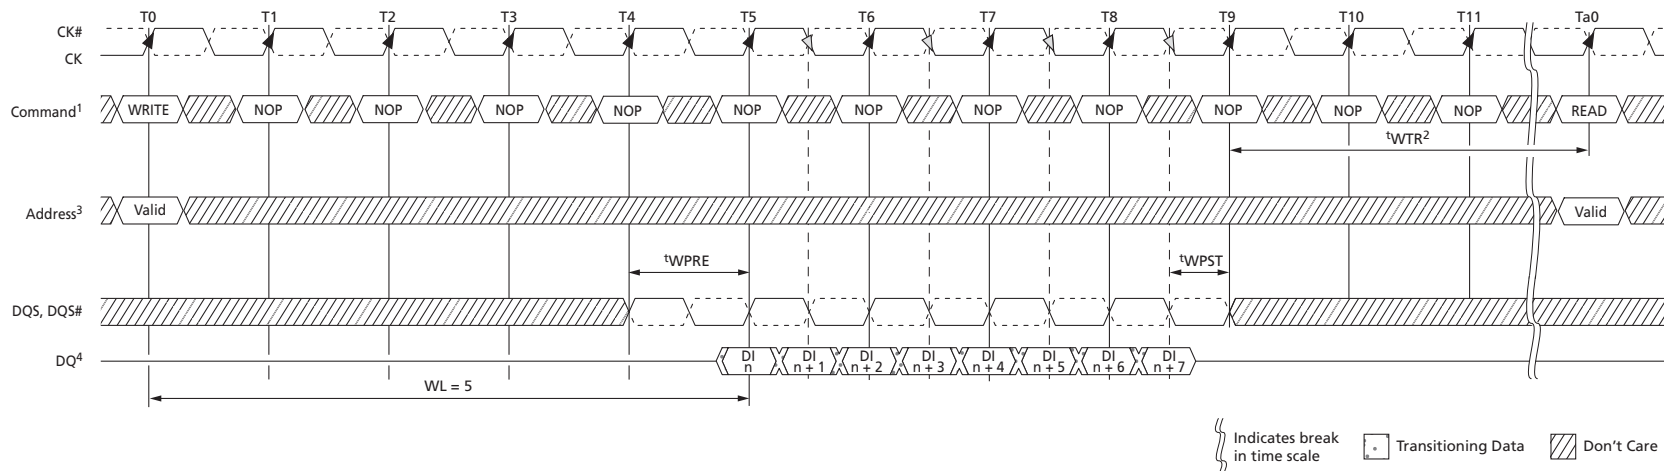 T0 T1 T2 T3 T4 T5 T6 T7 T8 T9 T10 T11 Ta0
CK#
CK
Command1 WRITE NOP NOP NOP NOP NOP NOP NOP NOP NOP NOP NOP READ
tWTR2
Address3 Valid Valid
tWPRE tWPST
DQS, DQS#
DQ4 DI n DI n + 1 DI n + 2 DI n + 3 DI n + 4 DI n + 5 DI n + 6 DI n + 7
WL = 5
Indicates break
in time scale
Transitioning Data
Don't Care